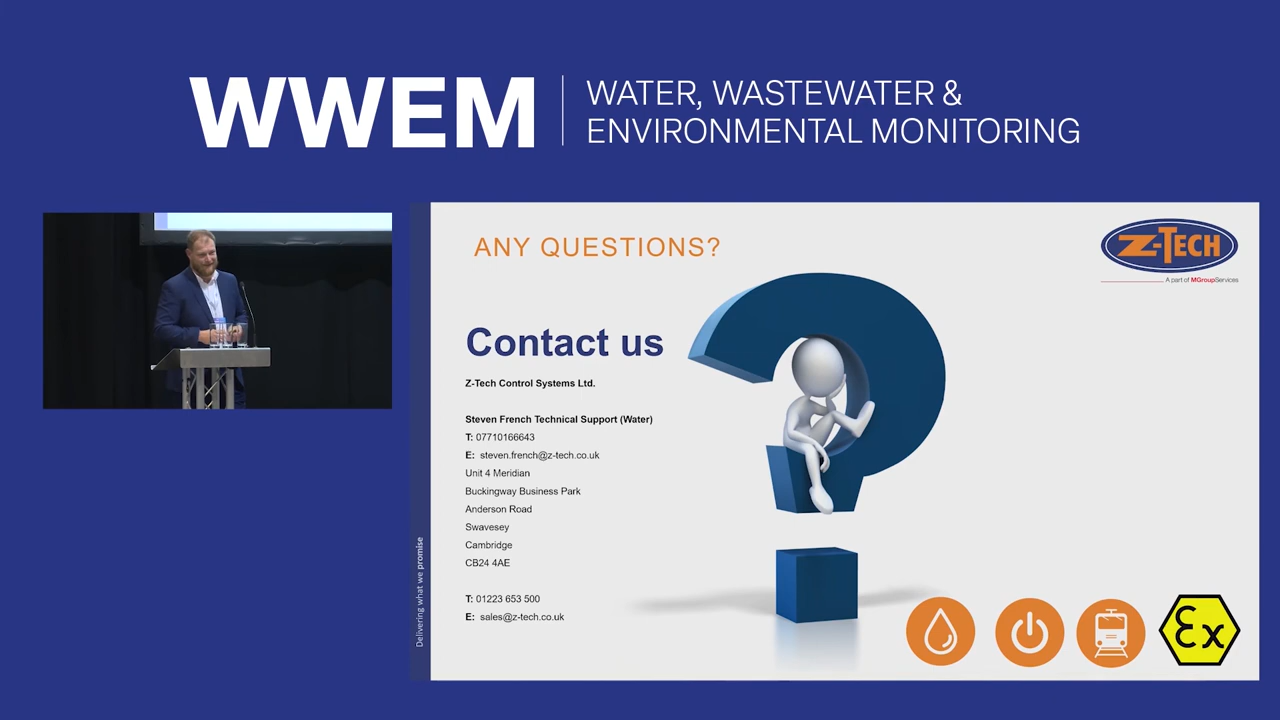 WWEM
WATER, WASTEWATER &
ENVIRONMENTAL MONITORING
ANY QUESTIONS?
Z-TECH
A part of MGroupServices
Contact us
Z-Tech Control Systems Ltd.
Steven French Technical Support (Water)
T: 07710166643
E: steven.french@z-tech.co.uk
Unit 4 Meridian
Buckingway Business Park
Anderson Road
Swavesey
Cambridge
CB24 4AE
T: 01223 653 500
E: sales@z-tech.co.uk
Delivering what we promise
Ex